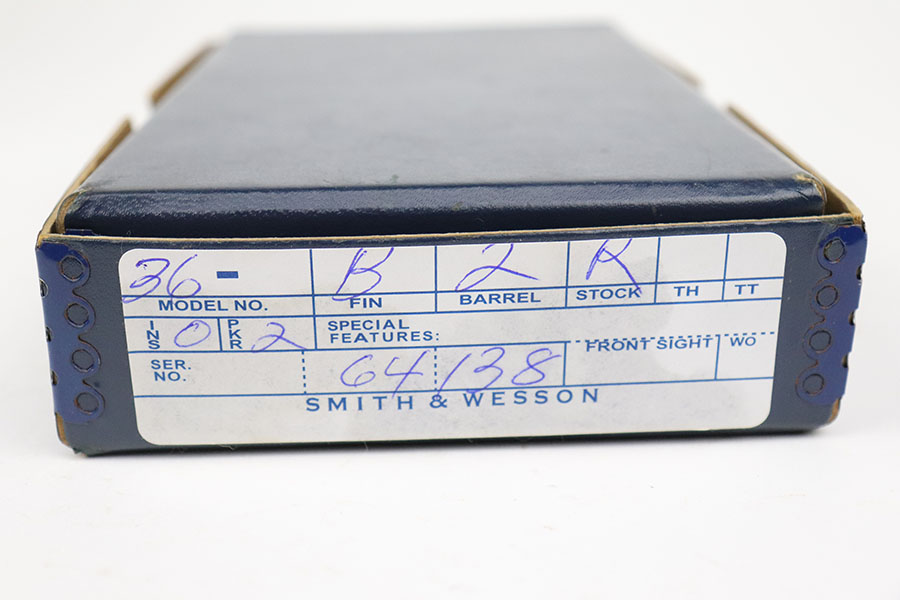 36- B 2 R
MODEL NO. FIN BARREL STOCK TH TT
INS 0 PKR 2 SPECIAL FEATURES:
SER. NO. 64138 FRONT SIGHT WO
SMITH & WESSON